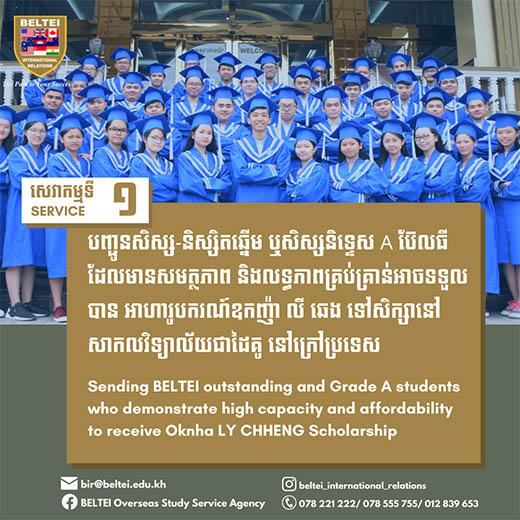 BELTEI
INTERNATIONAL
RELATIONS
The Path to Your Success
WELCOME
សេវាកម្មទី
SERVICE
១
បញ្ជូនសិស្ស-និស្សិតឆ្នើម ឬសិស្សនិទ្ទេស A ប៊ែលធី
ដែលមានសមត្ថភាព និងលទ្ធភាពគ្រប់គ្រាន់អាចទទួល
បាន អាហារូបករណ៍ឧកញ៉ា លី ឆេង ទៅសិក្សានៅ
សាកលវិទ្យាល័យជាដៃគូ នៅក្រៅប្រទេស
Sending BELTEI outstanding and Grade A students
who demonstrate high capacity and affordability
to receive Oknha LY CHHENG Scholarship
bir@beltei.edu.kh
beltei_international_relations
BELTEI Overseas Study Service Agency
078 221 222/ 078 555 755/ 012 839 653